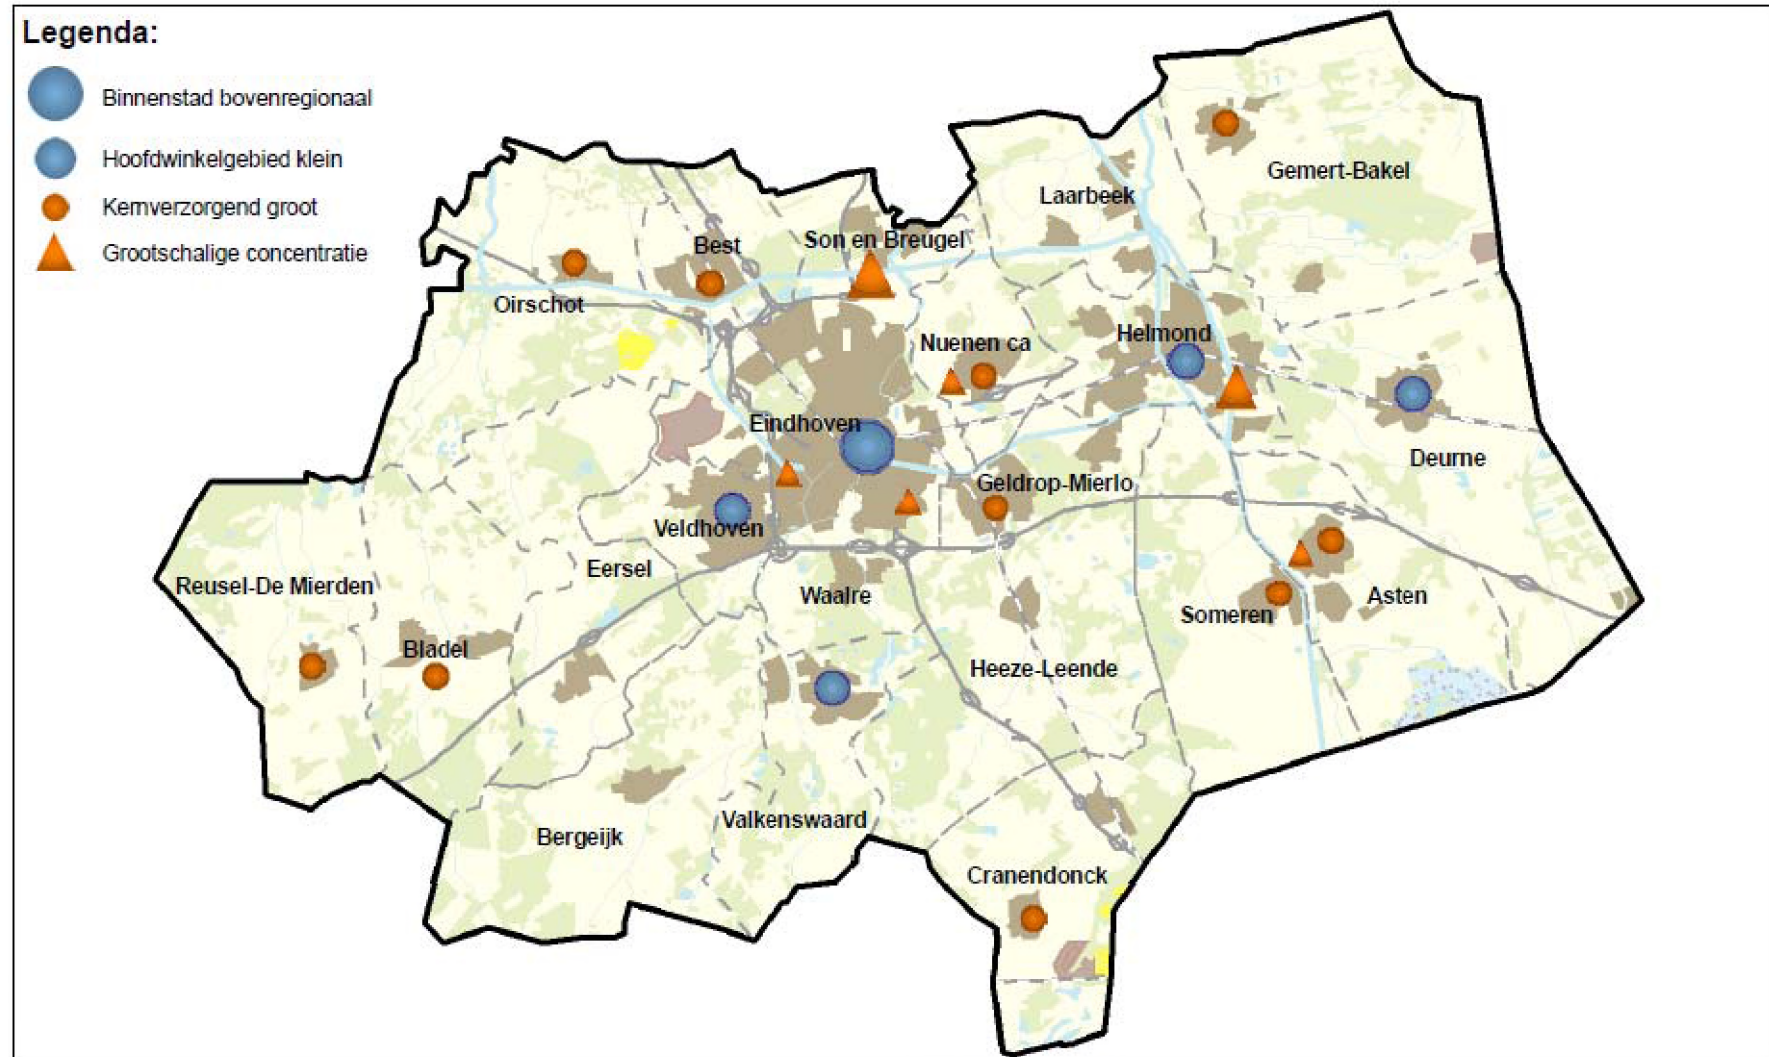 Legenda:
Binnenstad bovenregionaal
Hoofdwinkelgebied klein
Kernverzorgend groot
Grootschalige concentratie
Gemert-Bakel
Laarbeek
Best
Son en Breugel
Oirschot
Helmond
Nuenen ca
Eindhoven
Deurne
Geldrop-Mierlo
Veldhoven
Eersel
Reusel-De Mierden
Waalre
Asten
Someren
Bladel
Heeze-Leende
Valkenswaard
Bergeijk
Cranendonck